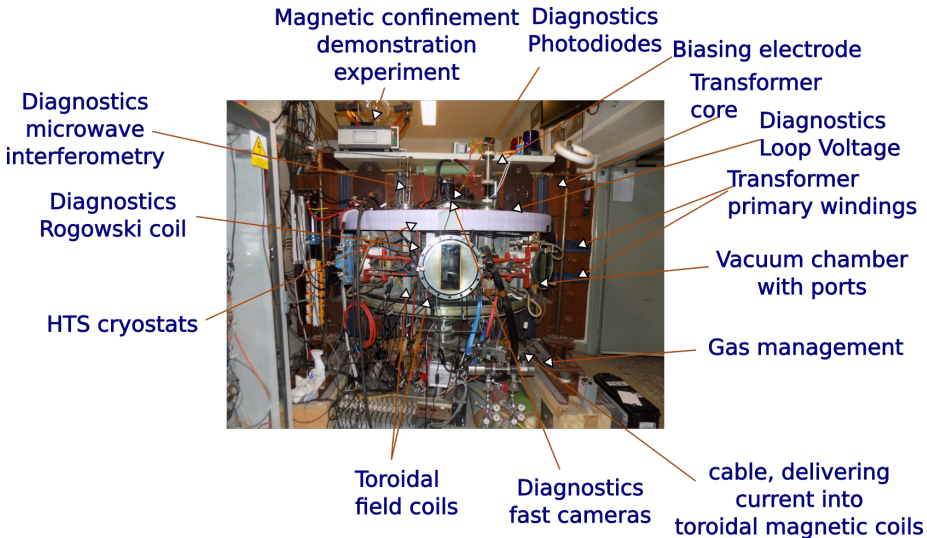 Magnetic confinement
demonstration
experiment
Diagnostics
Photodiodes
Biasing electrode
Transformer
core
Diagnostics
microwave
interferometry
Diagnostics
Loop Voltage
Transformer
primary windings
Diagnostics
Rogowski coil
Vacuum chamber
with ports
HTS cryostats
Gas management
Toroidal
field coils
Diagnostics
fast cameras
cable, delivering
current into
toroidal magnetic coils